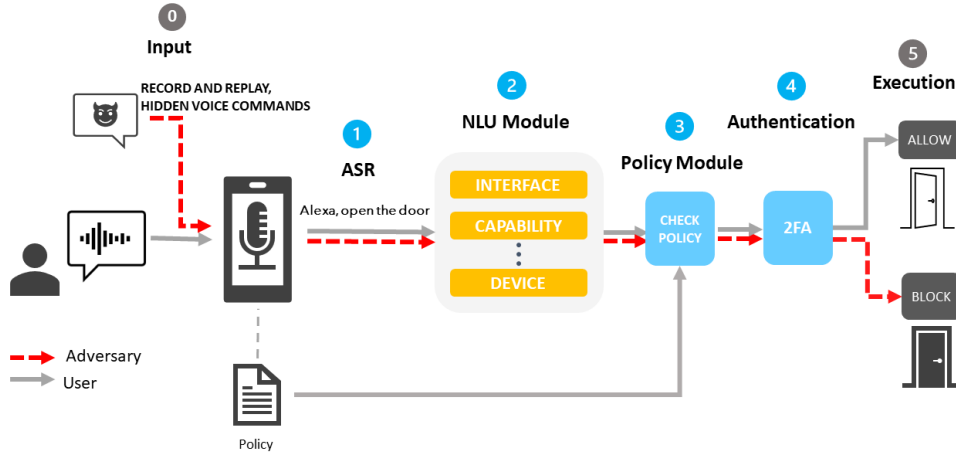 0
Input
RECORD AND REPLAY,
HIDDEN VOICE COMMANDS
1
ASR
Alexa, open the door
2
NLU Module
INTERFACE
CAPABILITY
DEVICE
3
Policy Module
CHECK
POLICY
4
Authentication
2FA
5
Execution
ALLOW
BLOCK
Adversary
User
Policy